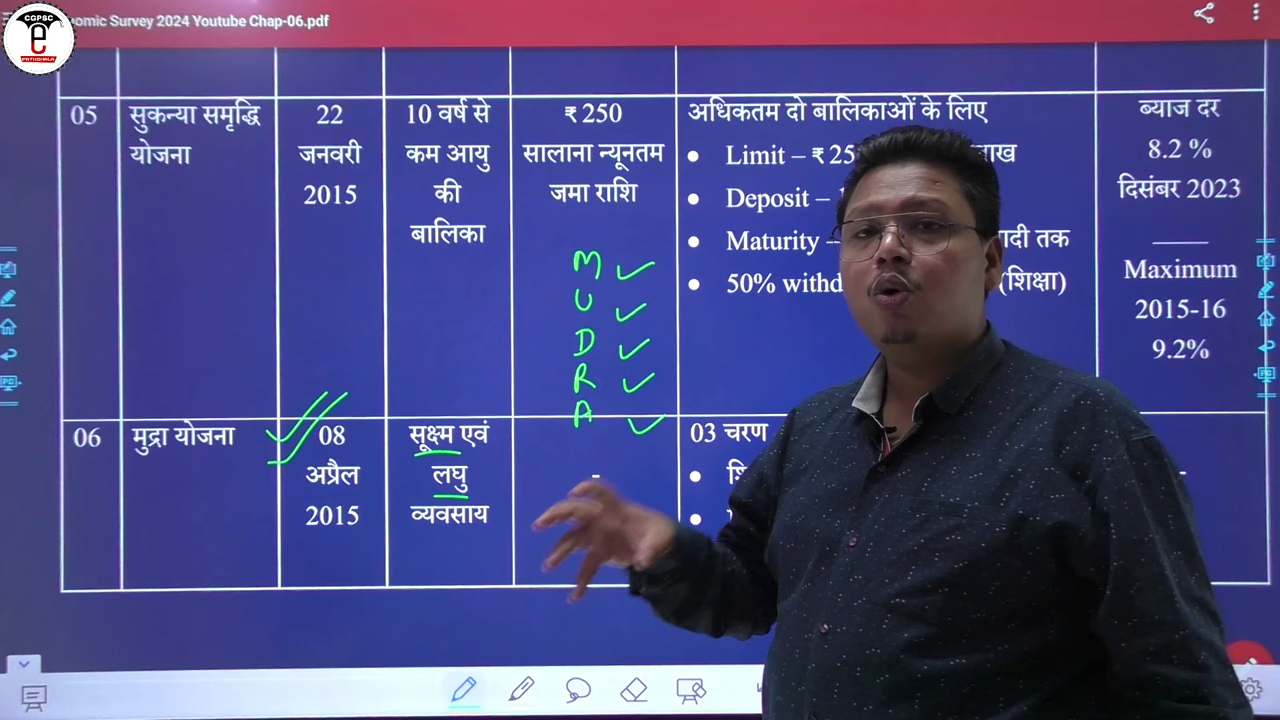 CGPSC
e
PATHSHALA
omic Survey 2024 Youtube Chap-06.pdf
05
सुकन्या समृद्धि
योजना
22
जनवरी
2015
10 वर्ष से
कम आयु
की
बालिका
₹ 250
सालाना न्यूनतम
जमा राशि
अधिकतम दो बालिकाओं के लिए
• Limit – ₹ 25
• Deposit –
• Maturity –
तक
• 50% withd
(शिक्षा)
ब्याज दर
8.2 %
दिसंबर 2023
Maximum
2015-16
9.2%
M ✓
U ✓
D ✓
R ✓
A ✓
06
मुद्रा योजना
08
अप्रैल
2015
सूक्ष्म एवं
लघु
व्यवसाय
-
03 चरण
-